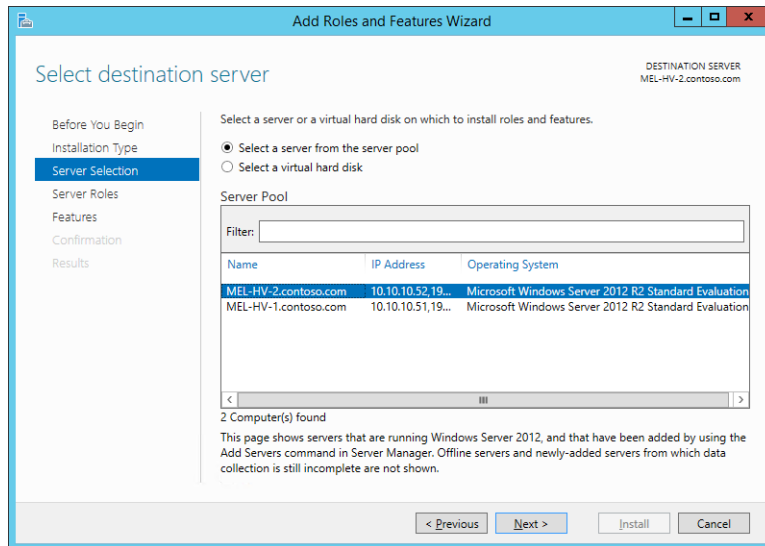 Add Roles and Features Wizard
Select destination server
DESTINATION SERVER
MEL-HV-2.contoso.com
Before You Begin
Installation Type
Server Selection
Server Roles
Features
Confirmation
Results
Select a server or a virtual hard disk on which to install roles and features.
Select a server from the server pool
Select a virtual hard disk
Server Pool
Filter:
Name IP Address Operating System
MEL-HV-2.contoso.com 10.10.10.52,19... Microsoft Windows Server 2012 R2 Standard Evaluation
MEL-HV-1.contoso.com 10.10.10.51,19... Microsoft Windows Server 2012 R2 Standard Evaluation
2 Computer(s) found
This page shows servers that are running Windows Server 2012, and that have been added by using the
Add Servers command in Server Manager. Offline servers and newly-added servers from which data
collection is still incomplete are not shown.
< Previous Next > Install Cancel